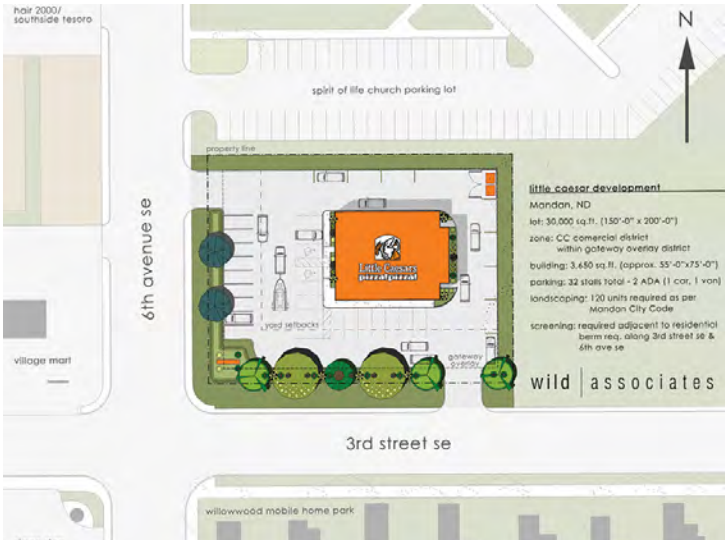 hair 2000/
southside tesoro
N
spirit of life church parking lot
property line
6th avenue se
Little Caesars
pizza!pizza!
yard setbacks
gateway
overlay
village mart
little caesar development
Mandan, ND
lot: 30,000 sq.ft. (150'-0" x 200'-0")
zone: CC comercial district
within gateway overlay district
building: 3,650 sq.ft. (approx. 55'-0"x75'-0")
parking: 32 stalls total - 2 ADA (1 car, 1 van)
landscaping: 120 units required as per
Mandan City Code
screening: required adjacent to residential
berm req. along 3rd street se &
6th ave se
wild | associates
3rd street se
willowwood mobile home park